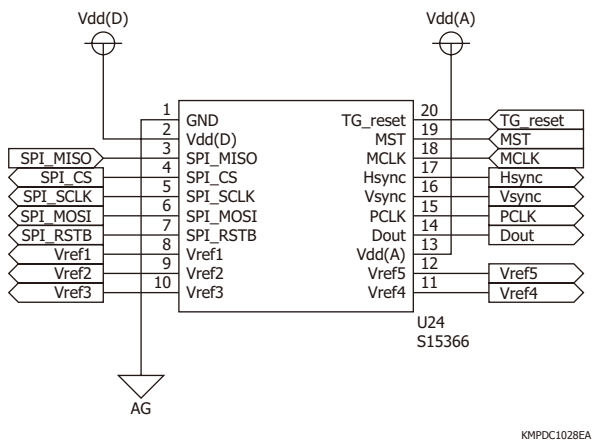 Vdd(D) Vdd(A)
1 GND TG_reset 20 TG_reset
2 Vdd(D) MST 19 MST
SPI_MISO 3 SPI_MISO MCLK 18 MCLK
SPI_CS 4 SPI_CS Hsync 17 Hsync
SPI_SCLK 5 SPI_SCLK Vsync 16 Vsync
SPI_MOSI 6 SPI_MOSI PCLK 15 PCLK
SPI_RSTB 7 SPI_RSTB Dout 14 Dout
Vref1 8 Vref1 Vdd(A) 13
Vref2 9 Vref2 Vref5 12 Vref5
Vref3 10 Vref3 Vref4 11 Vref4
U24
S15366
AG
KMPDC1028EA